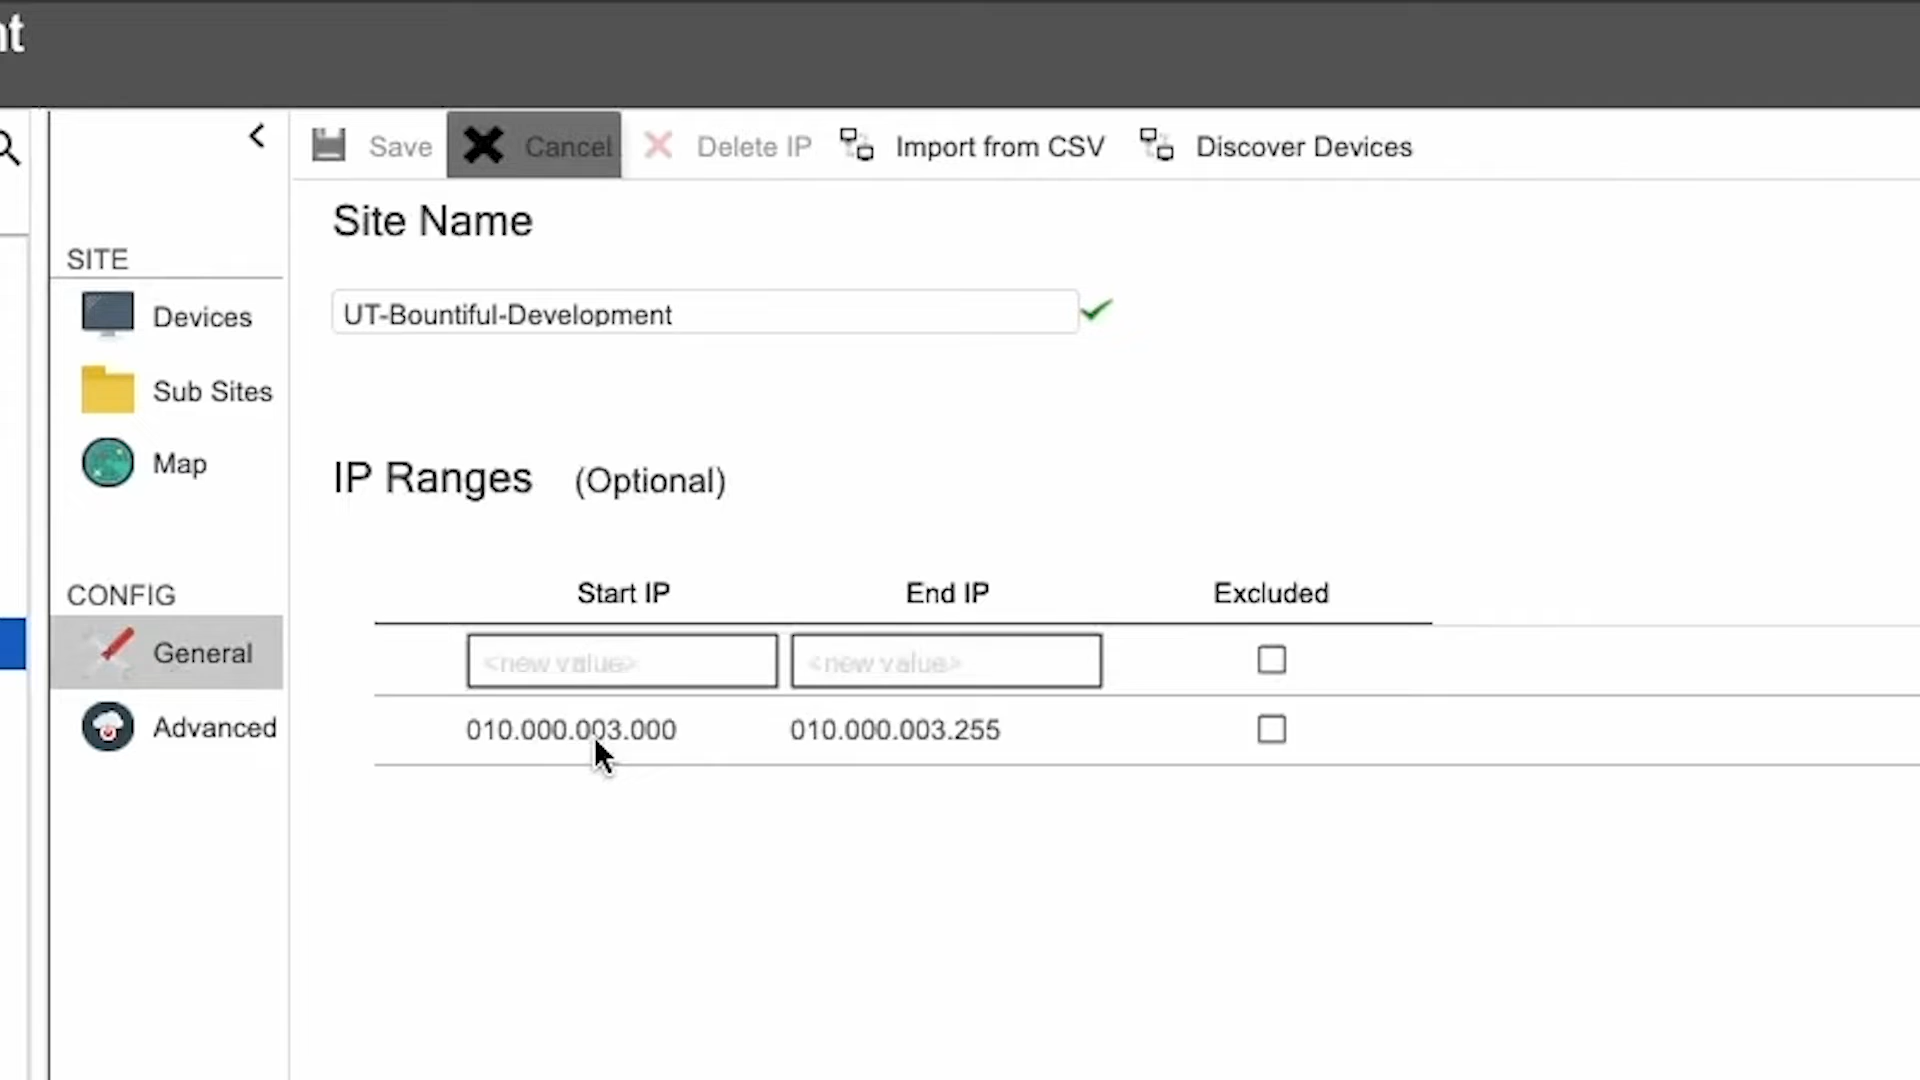 nt
Save Cancel Delete IP Import from CSV Discover Devices
Site Name
SITE
Devices
UT-Bountiful-Development
Sub Sites
Map
IP Ranges (Optional)
CONFIG
Start IP End IP Excluded
General
<new value> <new value>
Advanced
010.000.003.000 010.000.003.255